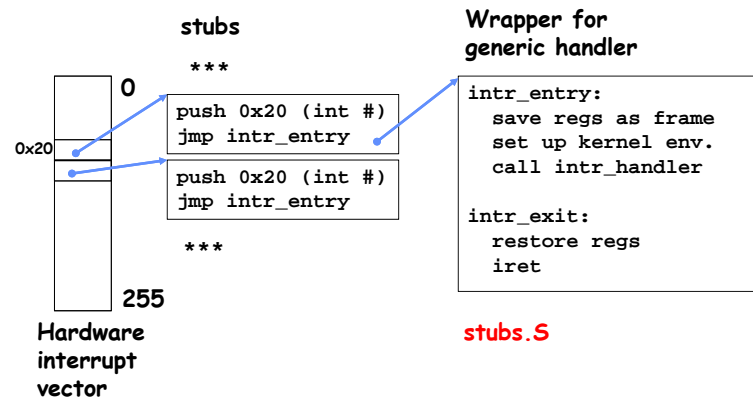 stubs
Wrapper for
generic handler
***
0
push 0x20 (int #)
jmp intr_entry
0x20
push 0x20 (int #)
jmp intr_entry
***
255
Hardware
interrupt
vector
intr_entry:
save regs as frame
set up kernel env.
call intr_handler
intr_exit:
restore regs
iret
stubs.S